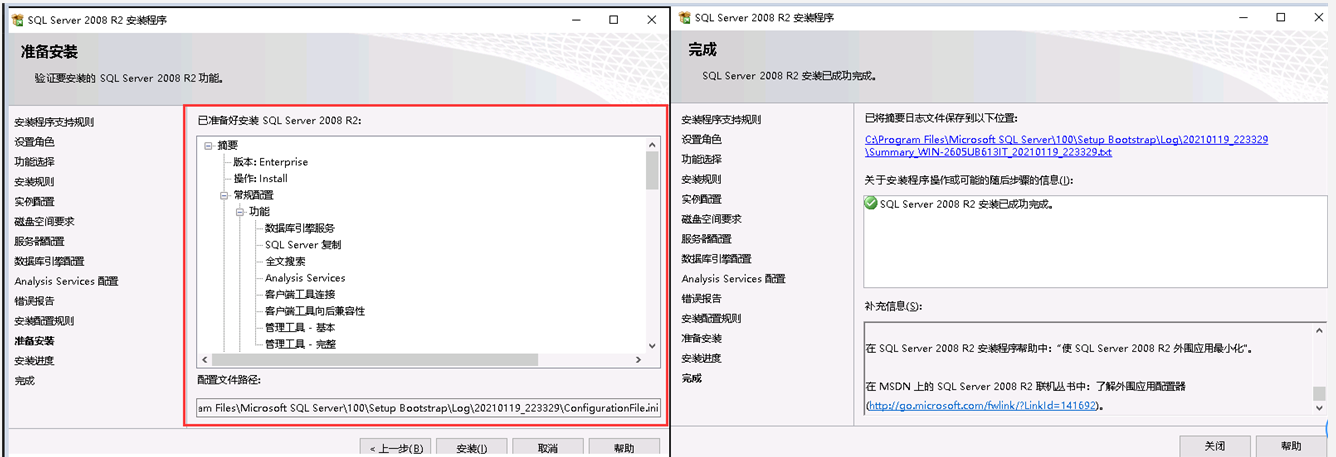 SQL Server 2008 R2 安装程序
准备安装
验证要安装的 SQL Server 2008 R2 功能。
安装程序支持规则
设置角色
功能选择
安装规则
实例配置
磁盘空间要求
服务器配置
数据库引擎配置
Analysis Services 配置
错误报告
安装配置规则
准备安装
安装进度
完成
已准备好安装 SQL Server 2008 R2:
摘要
版本: Enterprise
操作: Install
常规配置
功能
数据库引擎服务
SQL Server 复制
全文搜索
Analysis Services
客户端工具连接
客户端工具向后兼容性
管理工具 - 基本
管理工具 - 完整
配置文件路径:
am Files\Microsoft SQL Server\100\Setup Bootstrap\Log\20210119_223329\ConfigurationFile.ini
< 上一步(B)
安装(I)
取消
帮助
SQL Server 2008 R2 安装程序
完成
SQL Server 2008 R2 安装已成功完成。
安装程序支持规则
设置角色
功能选择
安装规则
实例配置
磁盘空间要求
服务器配置
数据库引擎配置
Analysis Services 配置
错误报告
安装配置规则
准备安装
安装进度
完成
已将摘要日志文件保存到以下位置:
C:\Program Files\Microsoft SQL Server\100\Setup Bootstrap\Log\20210119_223329
\Summary_WIN-2605UB613IT_20210119_223329.txt
关于安装程序操作或可能的随后步骤的信息(I):
SQL Server 2008 R2 安装已成功完成。
补充信息(S):
在 SQL Server 2008 R2 安装程序帮助中: “使 SQL Server 2008 R2 外围应用最小化”。
在 MSDN 上的 SQL Server 2008 R2 联机丛书中: 了解外围应用配置器
(http://go.microsoft.com/fwlink/?LinkId=141692)。
关闭
帮助